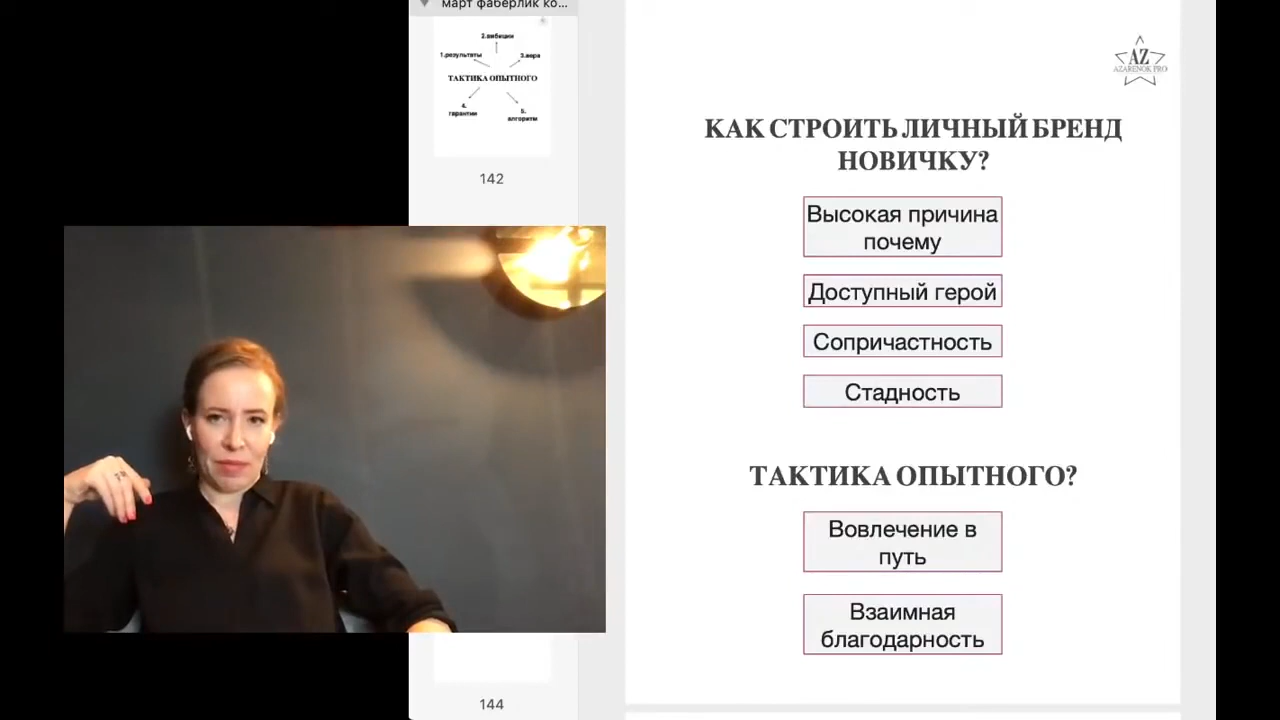 март фаберлик ко...
2.амбиции
1.результаты
3.вера
ТАКТИКА ОПЫТНОГО
4.
гарантии
5.
алгоритм
142
144
AZ
AZARENOK PRO
КАК СТРОИТЬ ЛИЧНЫЙ БРЕНД
НОВИЧКУ?
Высокая причина
почему
Доступный герой
Сопричастность
Стадность
ТАКТИКА ОПЫТНОГО?
Вовлечение в
путь
Взаимная
благодарность